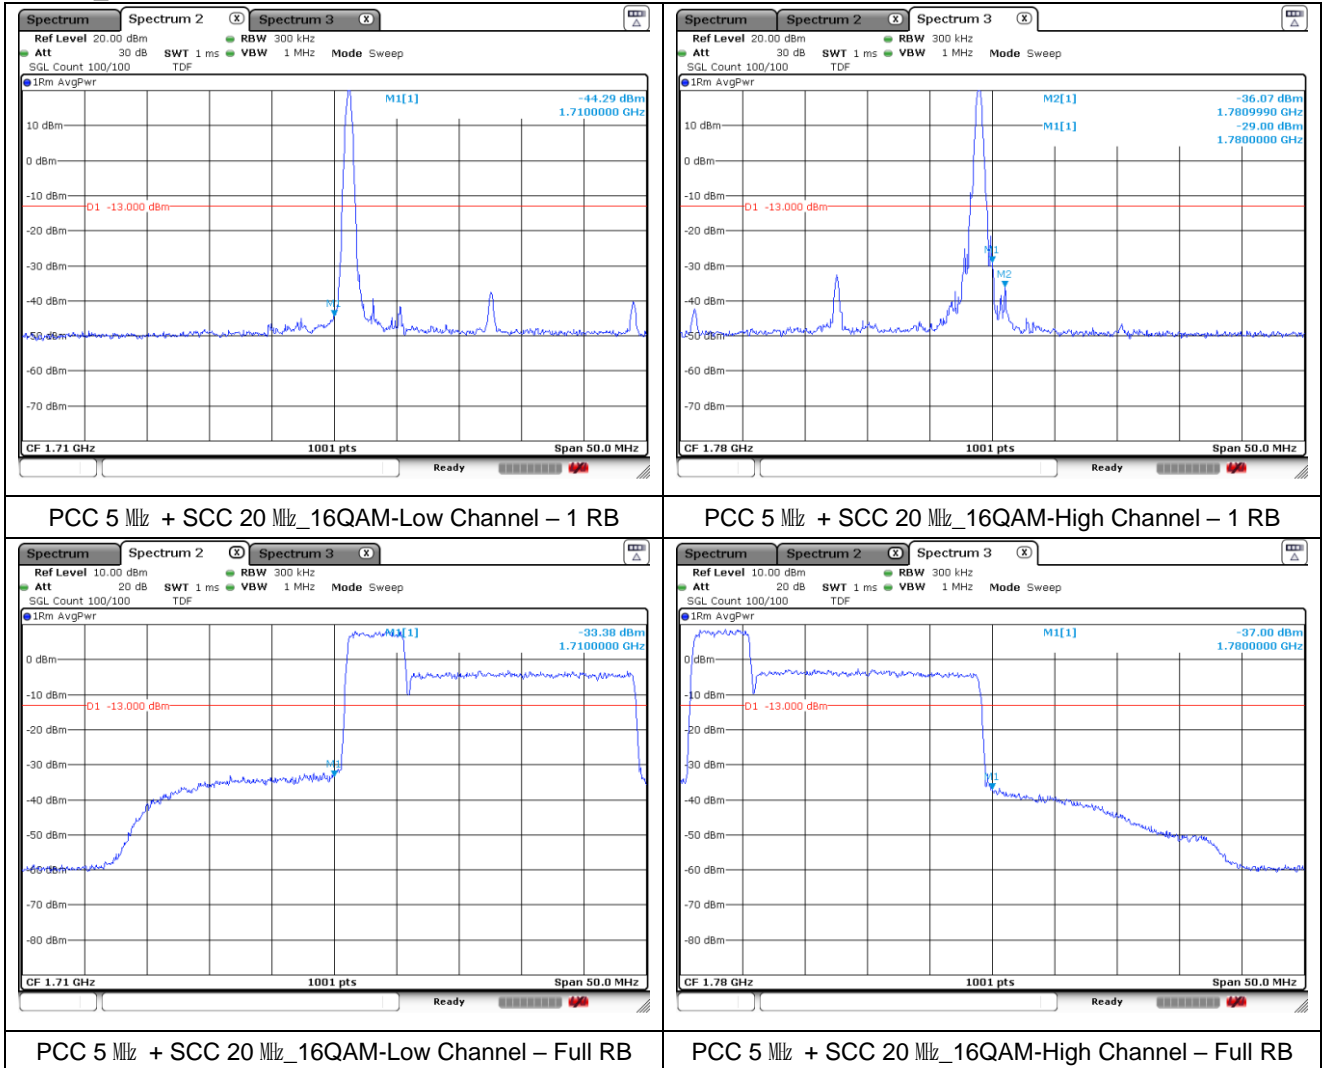 Spectrum Spectrum 2 X Spectrum 3 X
Ref Level 20.00 dBm RBW 300 kHz
Att 30 dB SWT 1 ms VBW 1 MHz Mode Sweep
SGL Count 100/100 TDF
1Rm AvgPwr
M1[1] -44.29 dBm
1.7100000 GHz
10 dBm
0 dBm
-10 dBm
D1 -13.000 dBm
-20 dBm
-30 dBm
-40 dBm
-50 dBm
-60 dBm
-70 dBm
CF 1.71 GHz 1001 pts Span 50.0 MHz
Ready
PCC 5 ㎒ + SCC 20 ㎒_16QAM-Low Channel – 1 RB
Spectrum Spectrum 2 X Spectrum 3 X
Ref Level 20.00 dBm RBW 300 kHz
Att 30 dB SWT 1 ms VBW 1 MHz Mode Sweep
SGL Count 100/100 TDF
1Rm AvgPwr
M2[1] -36.07 dBm
1.7809990 GHz
M1[1] -29.00 dBm
1.7800000 GHz
10 dBm
0 dBm
-10 dBm
D1 -13.000 dBm
-20 dBm
M1
-30 dBm
M2
-40 dBm
-50 dBm
-60 dBm
-70 dBm
CF 1.78 GHz 1001 pts Span 50.0 MHz
Ready
PCC 5 ㎒ + SCC 20 ㎒_16QAM-High Channel – 1 RB
Spectrum Spectrum 2 X Spectrum 3 X
Ref Level 10.00 dBm RBW 300 kHz
Att 20 dB SWT 1 ms VBW 1 MHz Mode Sweep
SGL Count 100/100 TDF
1Rm AvgPwr
M1[1] -33.38 dBm
1.7100000 GHz
0 dBm
-10 dBm
D1 -13.000 dBm
-20 dBm
-30 dBm
M1
-40 dBm
-50 dBm
-60 dBm
-70 dBm
-80 dBm
CF 1.71 GHz 1001 pts Span 50.0 MHz
Ready
PCC 5 ㎒ + SCC 20 ㎒_16QAM-Low Channel – Full RB
Spectrum Spectrum 2 X Spectrum 3 X
Ref Level 10.00 dBm RBW 300 kHz
Att 20 dB SWT 1 ms VBW 1 MHz Mode Sweep
SGL Count 100/100 TDF
1Rm AvgPwr
M1[1] -37.00 dBm
1.7800000 GHz
0 dBm
-10 dBm
D1 -13.000 dBm
-20 dBm
-30 dBm
M1
-40 dBm
-50 dBm
-60 dBm
-70 dBm
-80 dBm
CF 1.78 GHz 1001 pts Span 50.0 MHz
Ready
PCC 5 ㎒ + SCC 20 ㎒_16QAM-High Channel – Full RB